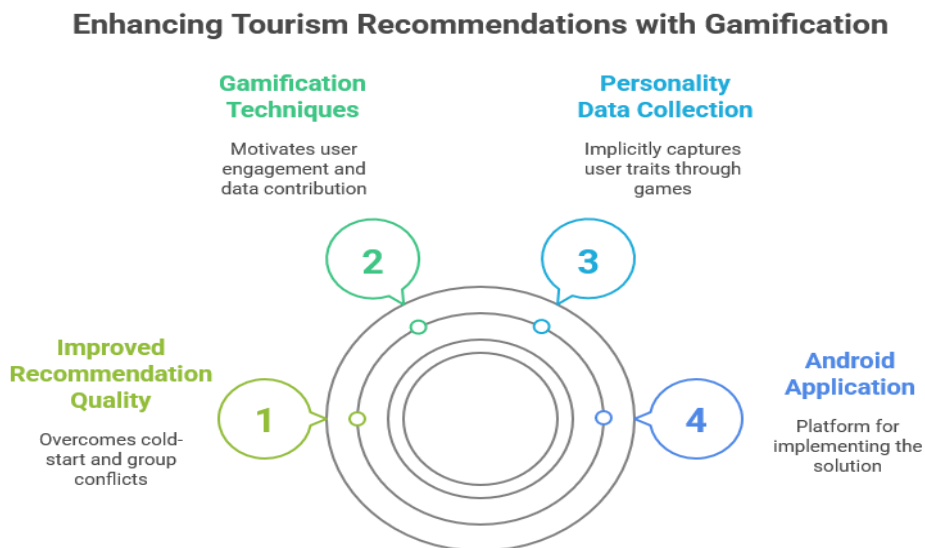 Enhancing Tourism Recommendations with Gamification
Gamification
Techniques
Motivates user
engagement and
data contribution
Personality
Data Collection
Implicitly captures
user traits through
games
2
3
Improved
Recommendation
Quality
Overcomes cold-
start and group
conflicts
1
4
Android
Application
Platform for
implementing the
solution